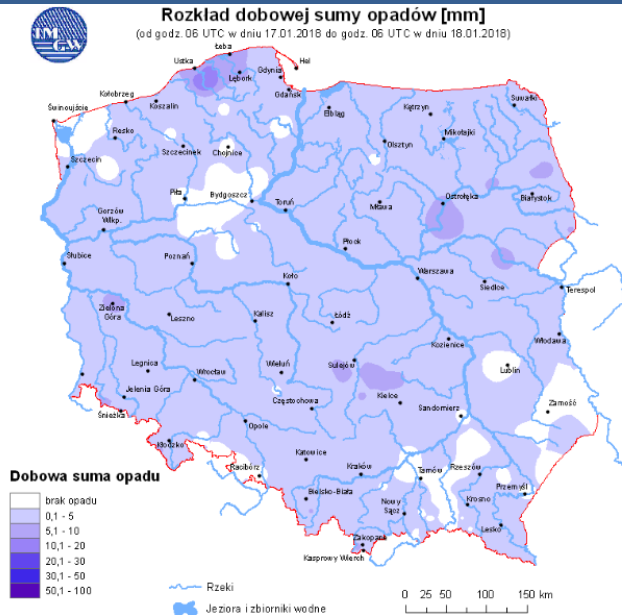 IM
GW
Rozkład dobowej sumy opadów [mm]
(od godz. 06 UTC w dniu 17.01.2018 do godz. 06 UTC w dniu 18.01.2018)
Łeba
Ustka
Hel
Lębork
Gdynia
Gdańsk
Kołobrzeg
Koszalin
Świnoujście
Elbląg
Kętrzyn
Suwałki
Resko
Mikołajki
Szczecinek
Chojnice
Olsztyn
Szczecin
Piła
Bydgoszcz
Toruń
Mława
Ostrołęka
Białystok
Gorzów
Wlkp.
Płock
Słubice
Poznań
Koło
Warszawa
Siedlce
Terespol
Zielona
Góra
Leszno
Kalisz
Łódź
Kozienice
Włodawa
Legnica
Wrocław
Wieluń
Sulejów
Lublin
Jelenia Góra
Częstochowa
Kielce
Sandomierz
Zamość
Śnieżka
Opole
Kłodzko
Racibórz
Katowice
Kraków
Tarnów
Rzeszów
Przemyśl
Bielsko-Biała
Nowy
Sącz
Krosno
Lesko
Zakopane
Kasprowy Wierch
Dobowa suma opadu
brak opadu
0,1 - 5
5,1 - 10
10,1 - 20
20,1 - 30
30,1 - 50
50,1 - 100
Rzeki
Jeziora i zbiorniki wodne
0 25 50 100 150 km